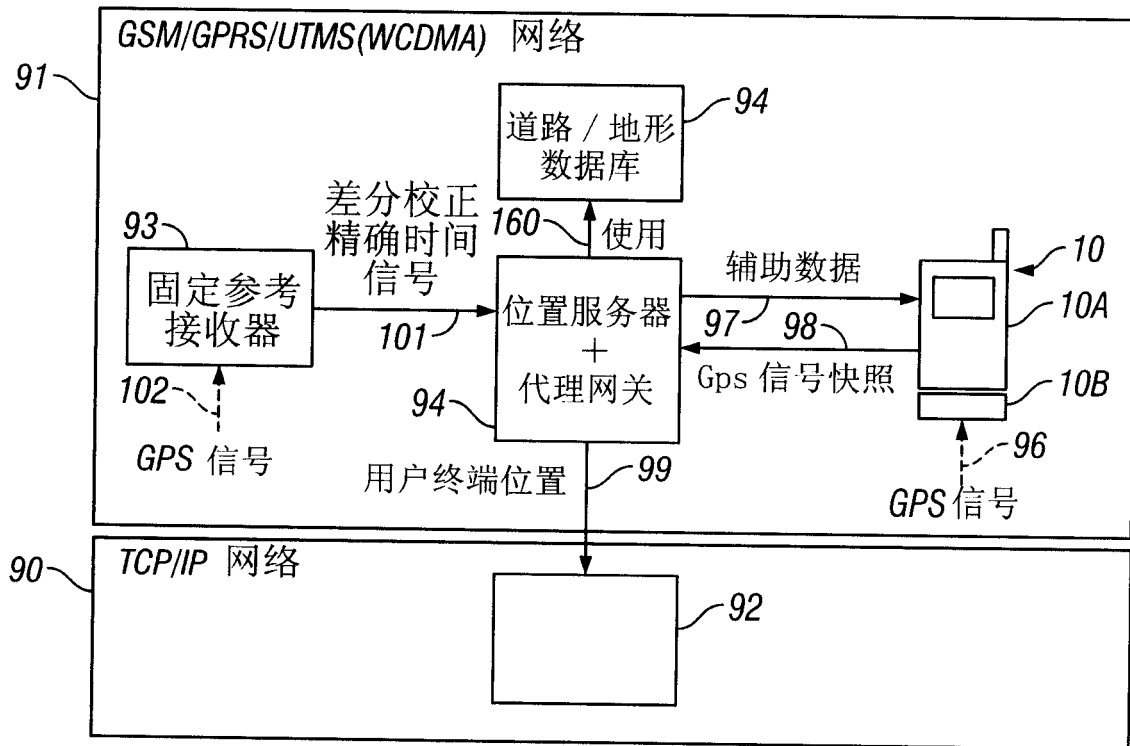 GSM/GPRS/UTMS(WCDMA) 网络
91
94
道路/地形
数据库
差分校正
精确时间
信号
160
使用
93
固定参考
接收器
101
位置服务器
+
代理网关
辅助数据
97
98
Gps 信号快照
10
10A
10B
102
GPS 信号
94
用户终端位置
99
96
GPS 信号
90
TCP/IP 网络
92